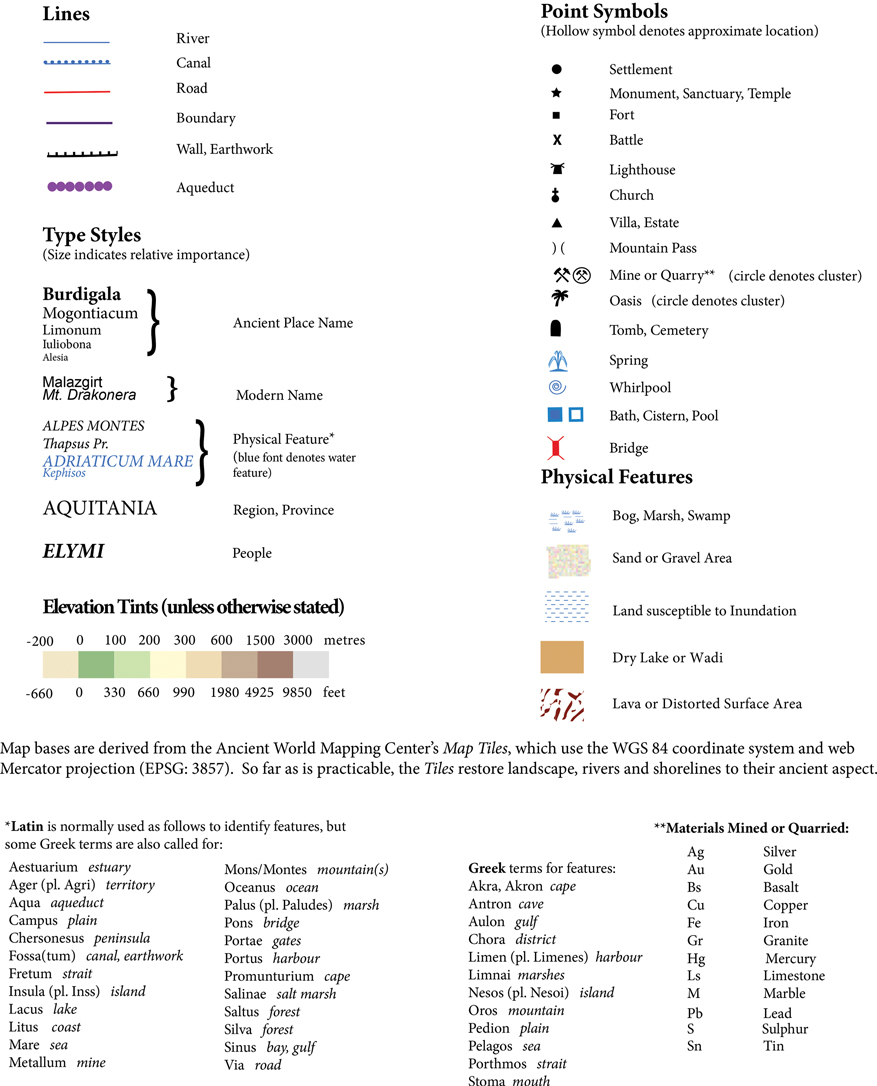 Lines
River
Canal
Road
Boundary
Wall, Earthwork
Aqueduct
Type Styles
(Size indicates relative importance)
Burdigala
Mogontiacum
Limonum
Iuliobona
Alesia
Ancient Place Name
Malazgirt
Mt. Drakonera
Modern Name
ALPES MONTES
Thapsus Pr.
ADRIATICUM MARE
Kephisos
Physical Feature*
(blue font denotes water
feature)
AQUITANIA
Region, Province
ELYMI
People
Elevation Tints (unless otherwise stated)
-200 0 100 200 300 600 1500 3000 metres
-660 0 330 660 990 1980 4925 9850 feet
Point Symbols
(Hollow symbol denotes approximate location)
Settlement
Monument, Sanctuary, Temple
Fort
X Battle
Lighthouse
Church
Villa, Estate
) ( Mountain Pass
Mine or Quarry** (circle denotes cluster)
Oasis (circle denotes cluster)
Tomb, Cemetery
Spring
Whirlpool
Bath, Cistern, Pool
Bridge
Physical Features
Bog, Marsh, Swamp
Sand or Gravel Area
Land susceptible to Inundation
Dry Lake or Wadi
Lava or Distorted Surface Area
Map bases are derived from the Ancient World Mapping Center's Map Tiles, which use the WGS 84 coordinate system and web
Mercator projection (EPSG: 3857). So far as is practicable, the Tiles restore landscape, rivers and shorelines to their ancient aspect.
*Latin is normally used as follows to identify features, but
some Greek terms are also called for:
Aestuarium estuary
Ager (pl. Agri) territory
Aqua aqueduct
Campus plain
Chersonesus peninsula
Fossa(tum) canal, earthwork
Fretum strait
Insula (pl. Inss) island
Lacus lake
Litus coast
Mare sea
Metallum mine
Mons/Montes mountain(s)
Oceanus ocean
Palus (pl. Paludes) marsh
Pons bridge
Portae gates
Portus harbour
Promunturium cape
Salinae salt marsh
Saltus forest
Silva forest
Sinus bay, gulf
Via road
Greek terms for features:
Akra, Akron cape
Antron cave
Aulon gulf
Chora district
Limen (pl. Limenes) harbour
Limnai marshes
Nesos (pl. Nesoi) island
Oros mountain
Pedion plain
Pelagos sea
Porthmos strait
Stoma mouth
**Materials Mined or Quarried:
Ag Silver
Au Gold
Bs Basalt
Cu Copper
Fe Iron
Gr Granite
Hg Mercury
Ls Limestone
M Marble
Pb Lead
S Sulphur
Sn Tin